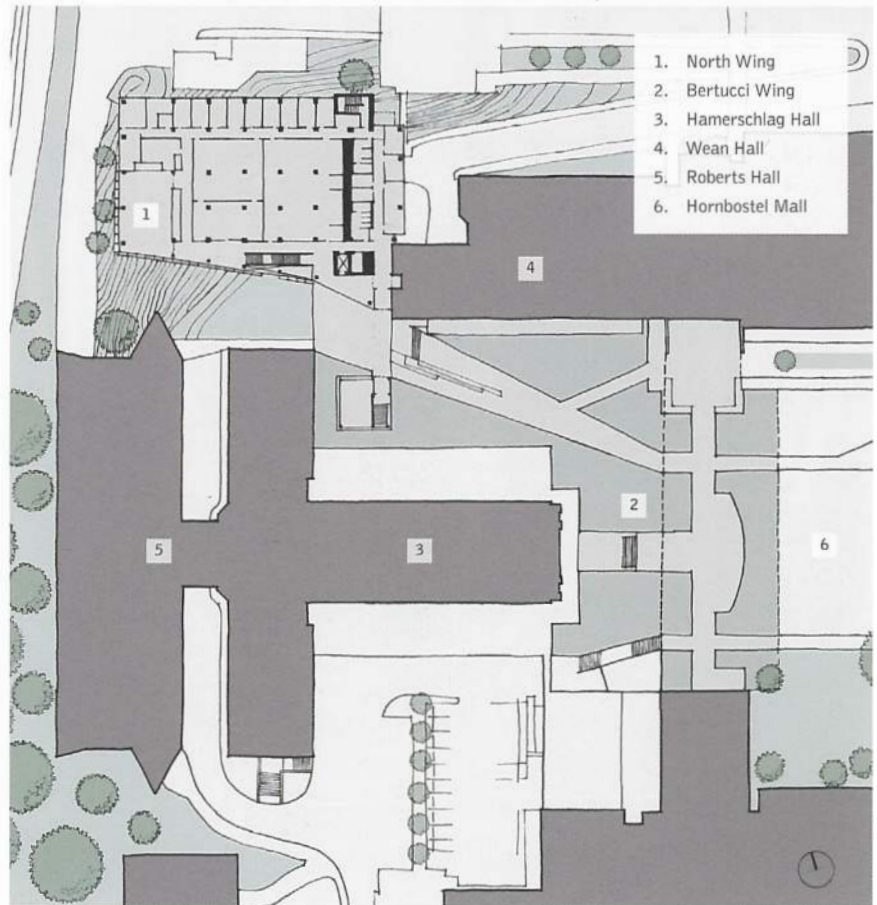 1. North Wing
2. Bertucci Wing
3. Hamerschlag Hall
4. Wean Hall
5. Roberts Hall
6. Hornbostel Mall
1
4
2
5
3
6